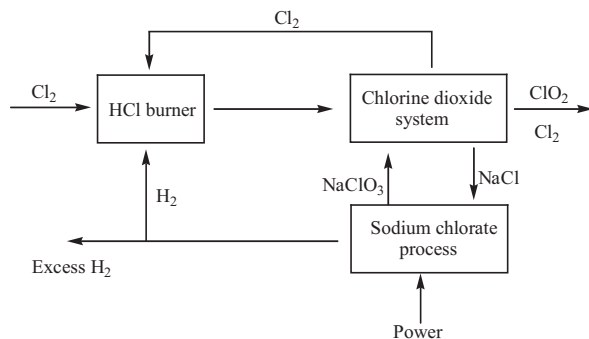 Cl2
Cl2
HCl burner
Chlorine dioxide
system
ClO2
Cl2
NaClO3
NaCl
H2
Sodium chlorate
process
Excess H2
Power